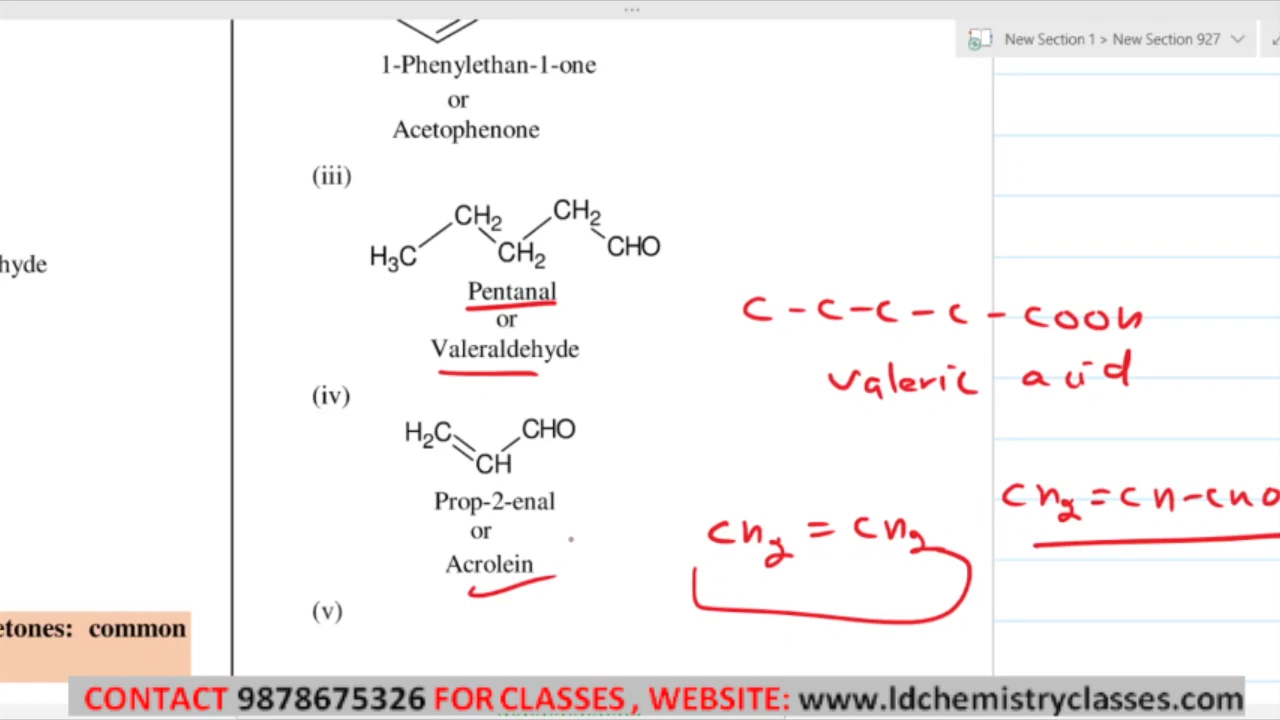 New Section 1 > New Section 927
1-Phenylethan-1-one
or
Acetophenone
(iii)
CH2
CH2
H3C
CH2
CHO
hyde
Pentanal
or
Valeraldehyde
C - C - C - C - COOH
Valeric acid
(iv)
H2C
CHO
CH
Prop-2-enal
or
Acrolein
CH2 = CH - CHO
CH2 = CH2
(v)
etones: common
CONTACT 9878675326 FOR CLASSES , WEBSITE: www.ldchemistryclasses.com